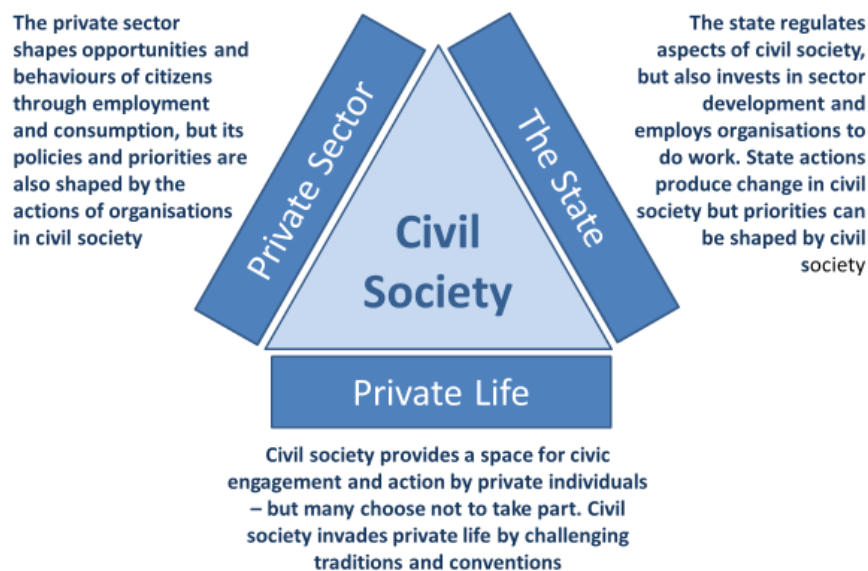 The private sector
shapes opportunities and
behaviours of citizens
through employment
and consumption, but its
policies and priorities are
also shaped by the
actions of organisations
in civil society
Private Sector
Civil
Society
The State
The state regulates
aspects of civil society,
but also invests in sector
development and
employs organisations to
do work. State actions
produce change in civil
society but priorities can
be shaped by civil
society
Private Life
Civil society provides a space for civic
engagement and action by private individuals
– but many choose not to take part. Civil
society invades private life by challenging
traditions and conventions